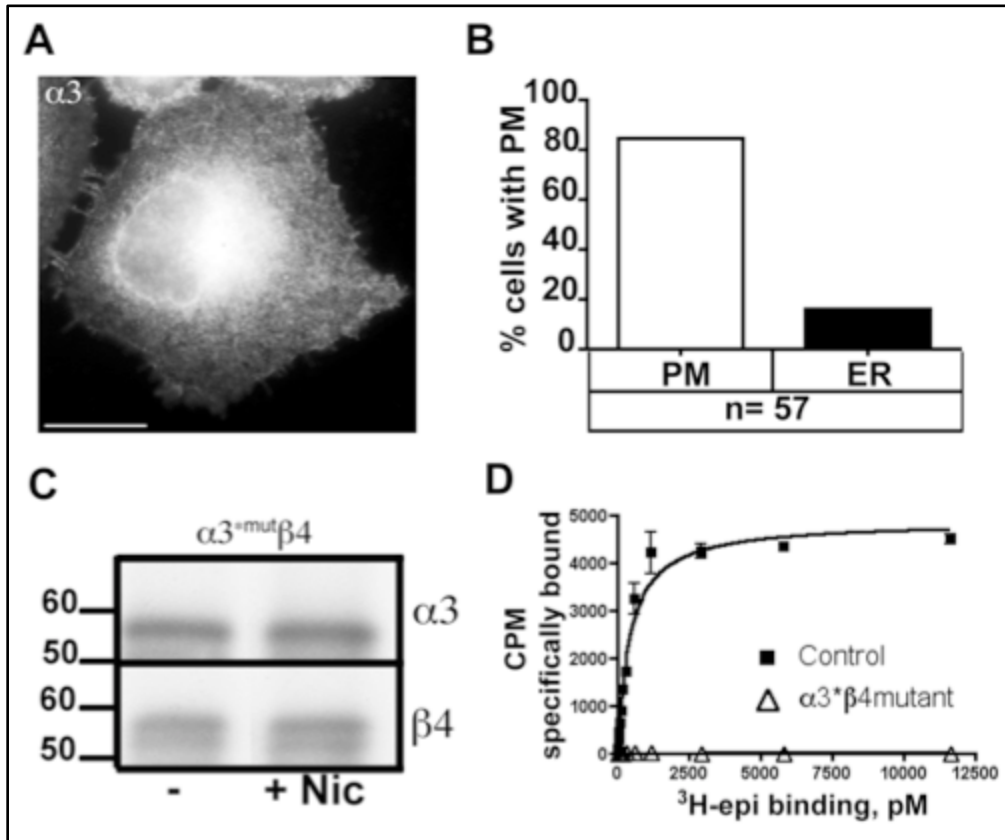 A
α3
B
% cells with PM
100
80
60
40
20
0
PM ER
n= 57
C
α3*mutβ4
60
50
α3
60
50
β4
- + Nic
D
CPM
specifically bound
5000
4000
3000
2000
1000
0
Control
α3*β4mutant
0 2500 5000 7500 10000 12500
³H-epi binding, pM